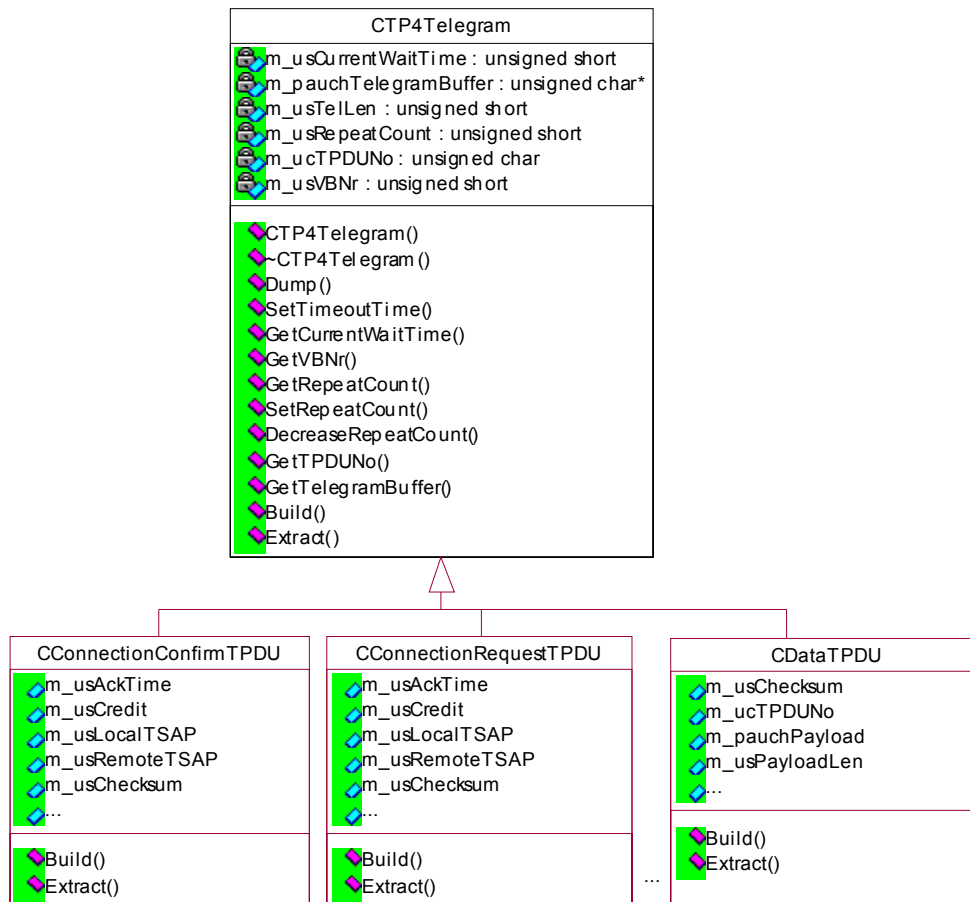 CTP4Telegram
m_usCurrentWaitTime : unsigned short
m_pauchTelegramBuffer : unsigned char*
m_usTelLen : unsigned short
m_usRepeatCount : unsigned short
m_ucTPDUNo : unsigned char
m_usVBNr : unsigned short
CTP4Telegram()
~CTP4Telegram()
Dump()
SetTimeoutTime()
GetCurrentWaitTime()
GetVBNr()
GetRepeatCount()
SetRepeatCount()
DecreaseRepeatCount()
GetTPDUNo()
GetTelegramBuffer()
Build()
Extract()
CConnectionConfirmTPDU
m_usAckTime
m_usCredit
m_usLocalTSAP
m_usRemoteTSAP
m_usChecksum
...
Build()
Extract()
CConnectionRequestTPDU
m_usAckTime
m_usCredit
m_usLocalTSAP
m_usRemoteTSAP
m_usChecksum
...
Build()
Extract()
...
CDataTPDU
m_usChecksum
m_ucTPDUNo
m_pauchPayload
m_usPayloadLen
...
Build()
Extract()